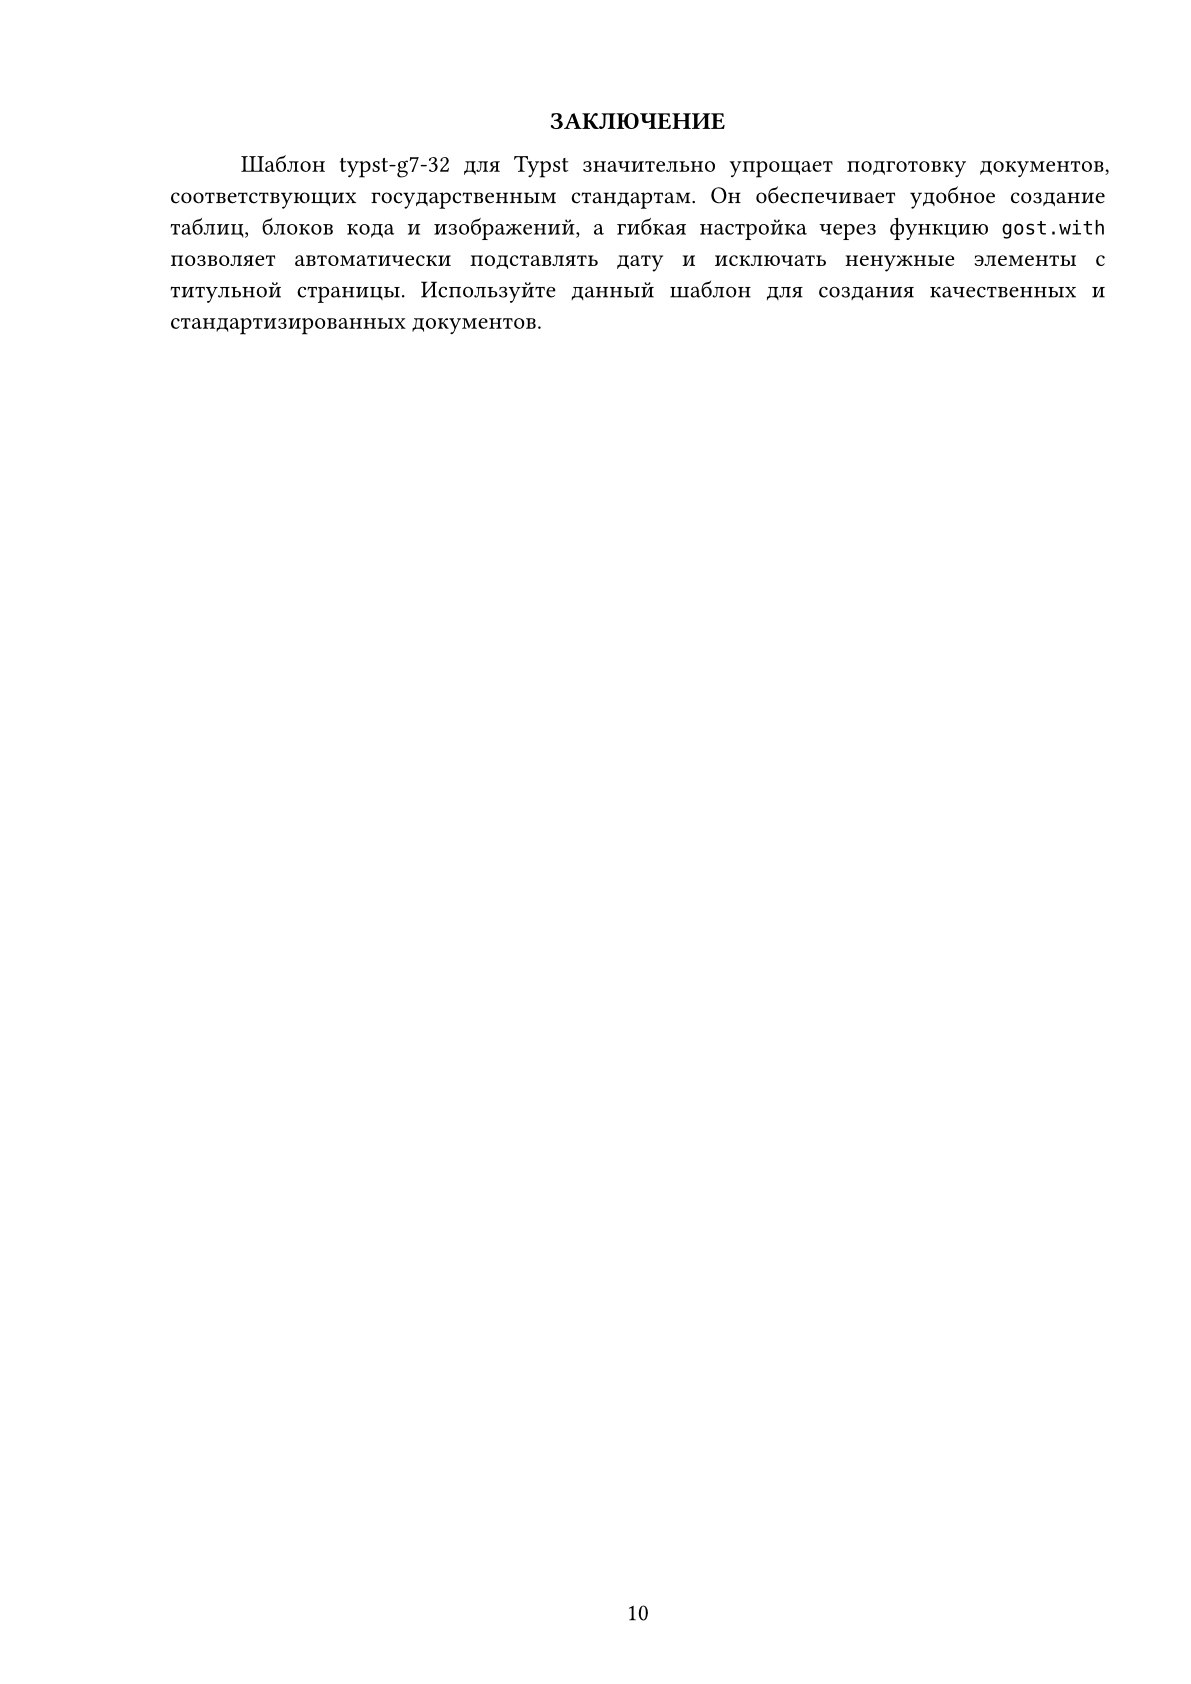 ЗАКЛЮЧЕНИЕ
Шаблон typst-g7-32 для Typst значительно упрощает подготовку документов,
соответствующих государственным стандартам. Он обеспечивает удобное создание
таблиц, блоков кода и изображений, а гибкая настройка через функцию gost.with
позволяет автоматически подставлять дату и исключать ненужные элементы с
титульной страницы. Используйте данный шаблон для создания качественных и
стандартизированных документов.
10